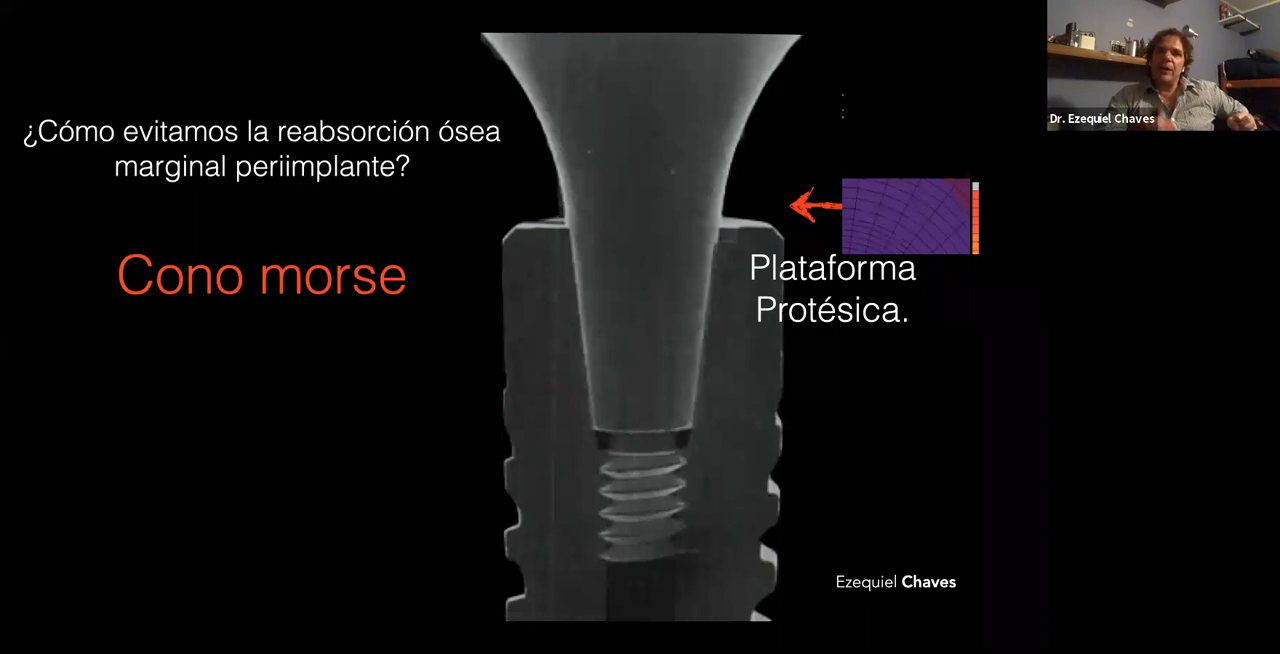 ¿Cómo evitamos la reabsorción ósea
marginal periimplante?
Cono morse
Plataforma
Protésica.
Ezequiel Chaves
Dr. Ezequiel Chaves